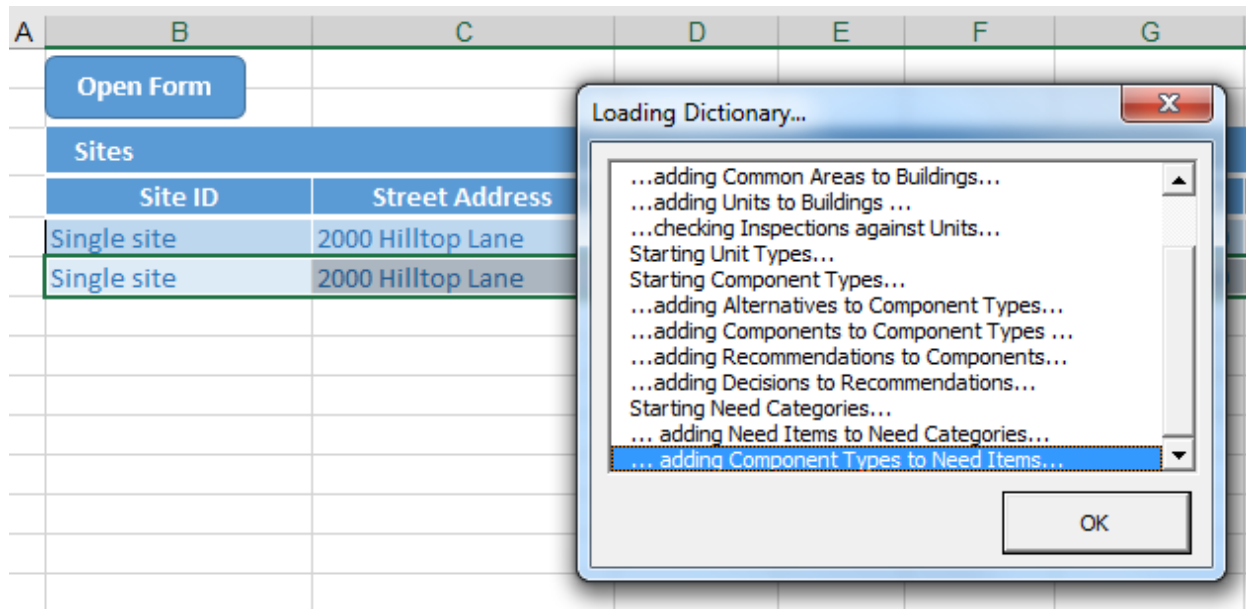 A B C D E F G
Open Form
Loading Dictionary...
Sites
Site ID Street Address
Single site 2000 Hilltop Lane
Single site 2000 Hilltop Lane
...adding Common Areas to Buildings...
...adding Units to Buildings ...
...checking Inspections against Units...
Starting Unit Types...
Starting Component Types...
...adding Alternatives to Component Types...
...adding Components to Component Types ...
...adding Recommendations to Components...
...adding Decisions to Recommendations...
Starting Need Categories...
... adding Need Items to Need Categories...
... adding Component Types to Need Items...
OK